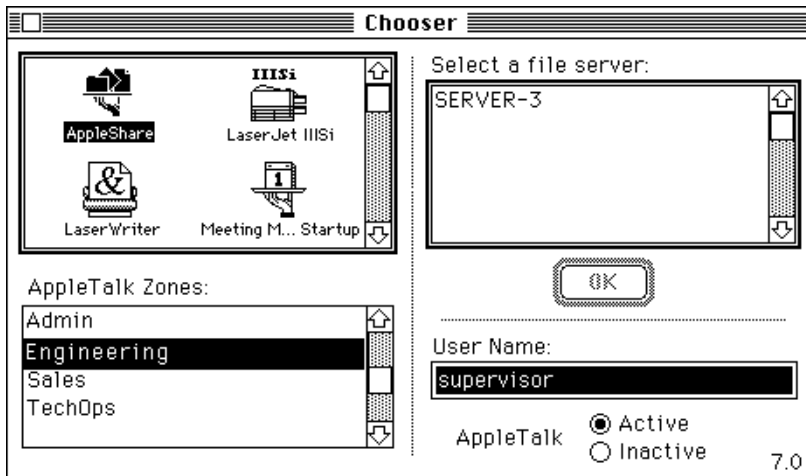 Chooser
IIISi
AppleShare
LaserJet IIISi
&
1
LaserWriter
Meeting M... Startup
AppleTalk Zones:
Admin
Engineering
Sales
TechOps
Select a file server:
SERVER-3
OK
User Name:
supervisor
AppleTalk
Active
Inactive
7.0